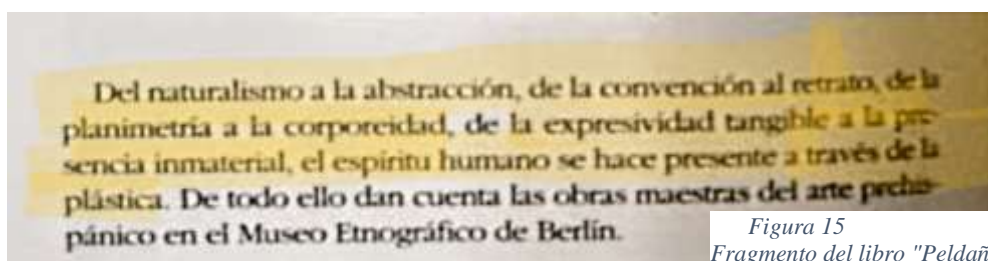 Del naturalismo a la abstracción, de la convención al retrato, de la
planimetría a la corporeidad, de la expresividad tangible a la pre-
sencia inmaterial, el espíritu humano se hace presente a través de la
plástica. De todo ello dan cuenta las obras maestras del arte prehis-
pánico en el Museo Etnográfico de Berlín.
Figura 15
Fragmento del libro "Peldañ